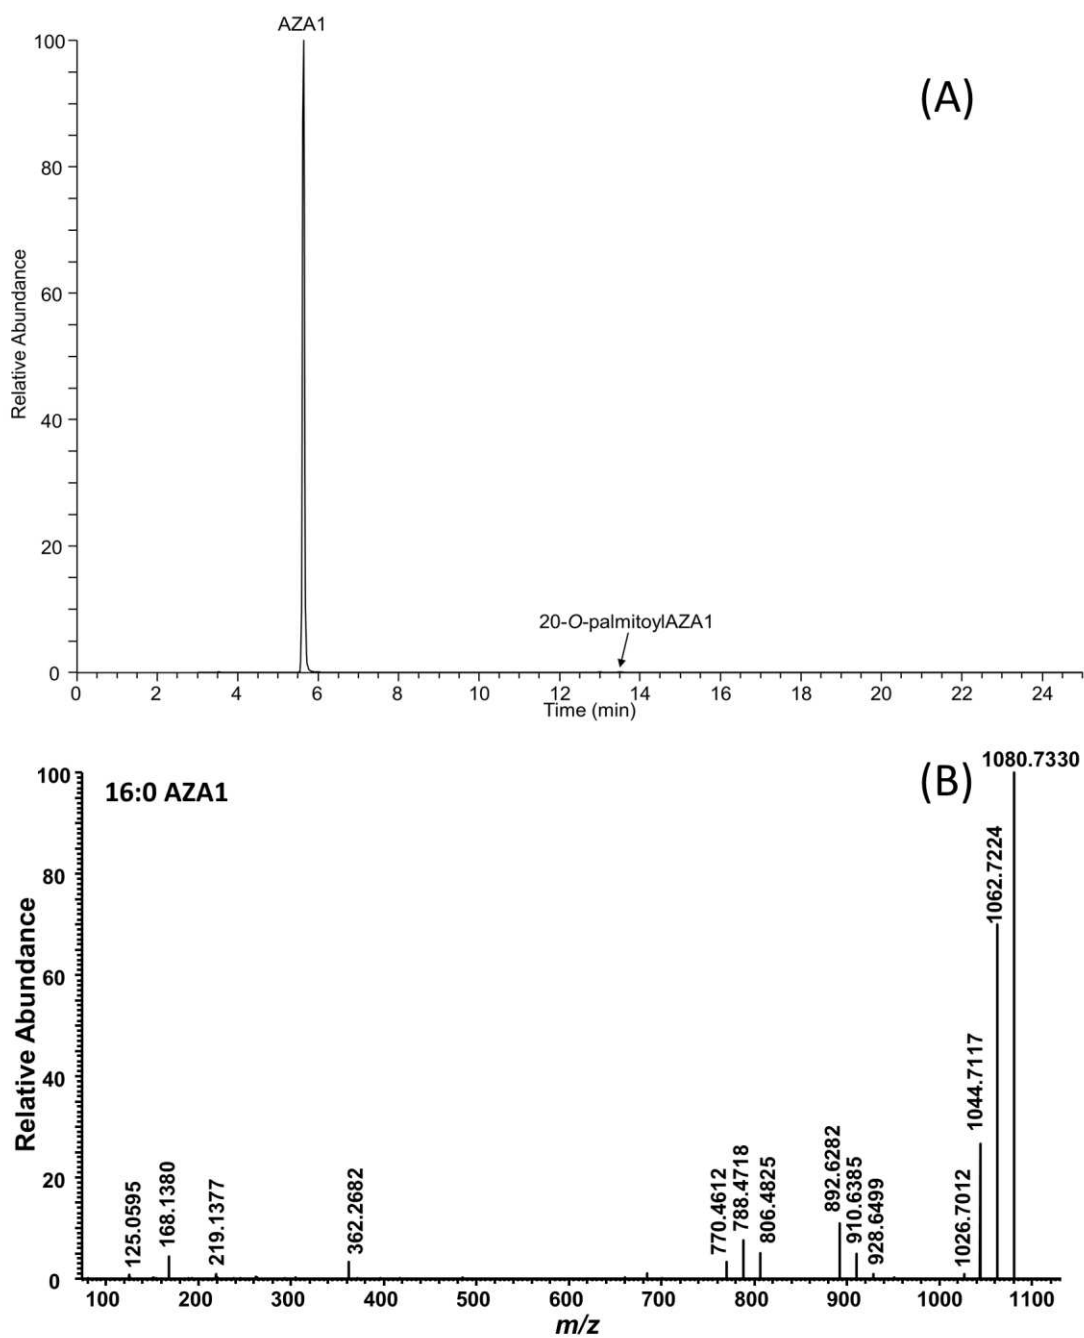 AZA1
(A)
100
80
60
40
20
0
Relative Abundance
20-O-palmitoylAZA1
0 2 4 6 8 10 12 14 16 18 20 22 24
Time (min)
16:0 AZA1
(B)
1080.7330
1062.7224
1044.7117
1026.7012
928.6499
910.6385
892.6282
806.4825
788.4718
770.4612
362.2682
219.1377
168.1380
125.0595
100
80
60
40
20
0
Relative Abundance
100 200 300 400 500 600 700 800 900 1000 1100
m/z